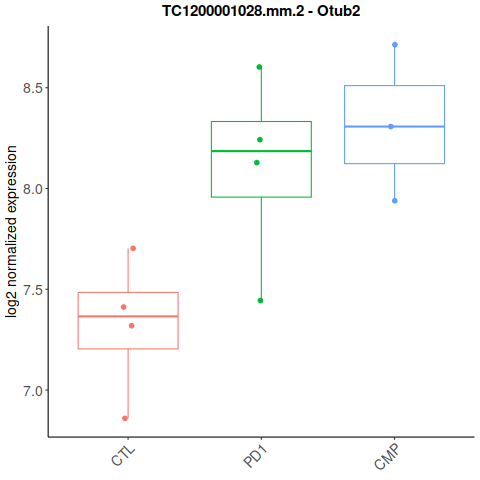 TC1200001028.mm.2 - Otub2
log2 normalized expression
8.5
8.0
7.5
7.0
CTL
PD1
CMP